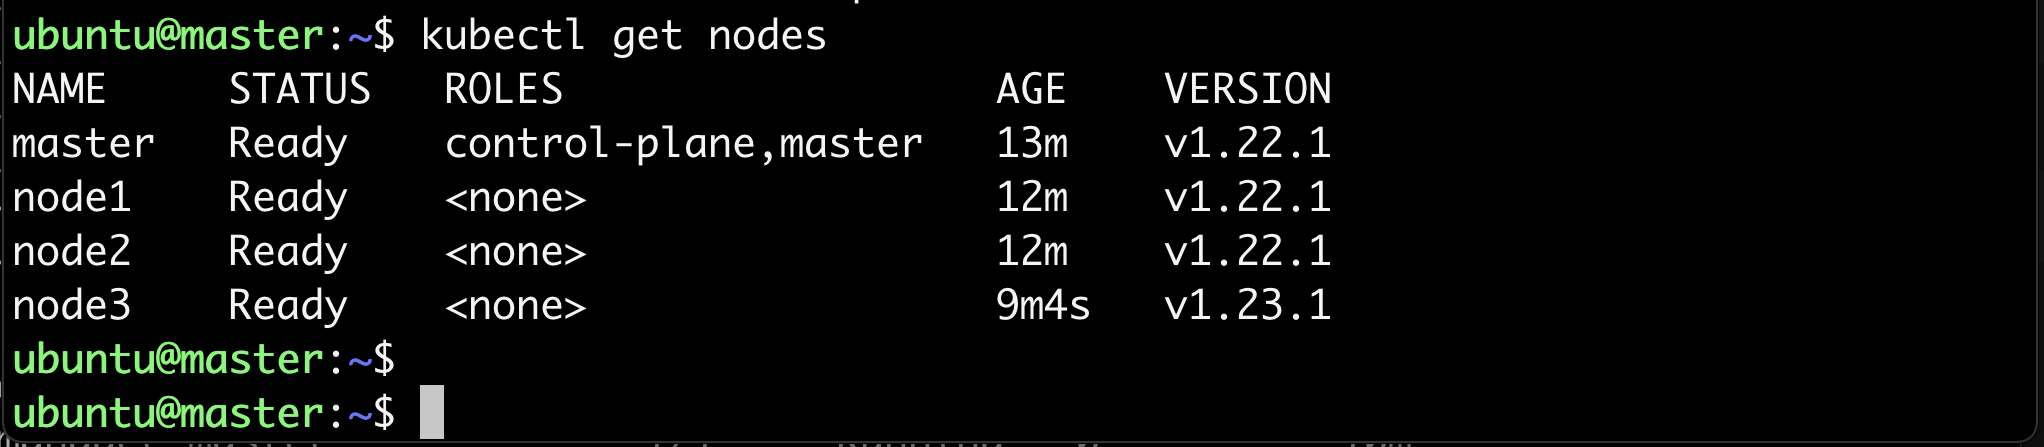 ubuntu@master:~$ kubectl get nodes
NAME     STATUS   ROLES                  AGE    VERSION
master   Ready    control-plane,master   13m    v1.22.1
node1    Ready    <none>                 12m    v1.22.1
node2    Ready    <none>                 12m    v1.22.1
node3    Ready    <none>                 9m4s   v1.23.1
ubuntu@master:~$
ubuntu@master:~$